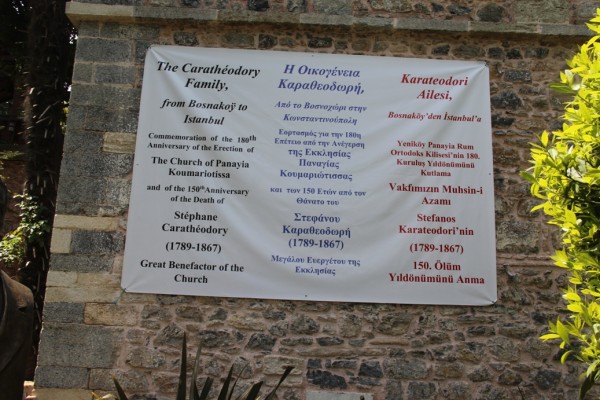 The Carathéodory
Family,
from Bosnaköy to
Istanbul
Commemoration of the 180th
Anniversary of the Erection of
The Church of Panayia
Koumariotissa
and of the 150th Anniversary
of the Death of
Stéphane
Carathéodory
(1789-1867)
Great Benefactor of the
Church
Η Οικογένεια
Καραθεοδωρή,
Από το Βοσνοχώρι στην
Κωνσταντινούπολη
Εορτασμός για την 180η
Επέτειο από την Ανέγερση
της Εκκλησίας
Παναγίας
Κουμαριώτισσας
και των 150 Ετών από τον
Θάνατο του
Στεφάνου
Καραθεοδωρή
(1789-1867)
Μεγάλου Ευεργέτου της
Εκκλησίας
Karateodori
Ailesi,
Bosnaköy'den İstanbul'a
Yeniköy Panayia Rum
Ortodoks Kilisesi'nin 180.
Kuruluş Yıldönümünü
Kutlama
Vakfımızın Muhsin-i
Azamı
Stefanos
Karateodori'nin
(1789-1867)
150. Ölüm
Yıldönümünü Anma